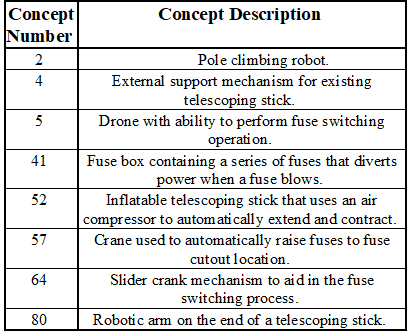 Concept Number Concept Description
2 Pole climbing robot.
4 External support mechanism for existing
telescoping stick.
5 Drone with ability to perform fuse switching
operation.
41 Fuse box containing a series of fuses that diverts
power when a fuse blows.
52 Inflatable telescoping stick that uses an air
compressor to automatically extend and contract.
57 Crane used to automatically raise fuses to fuse
cutout location.
64 Slider crank mechanism to aid in the fuse
switching process.
80 Robotic arm on the end of a telescoping stick.